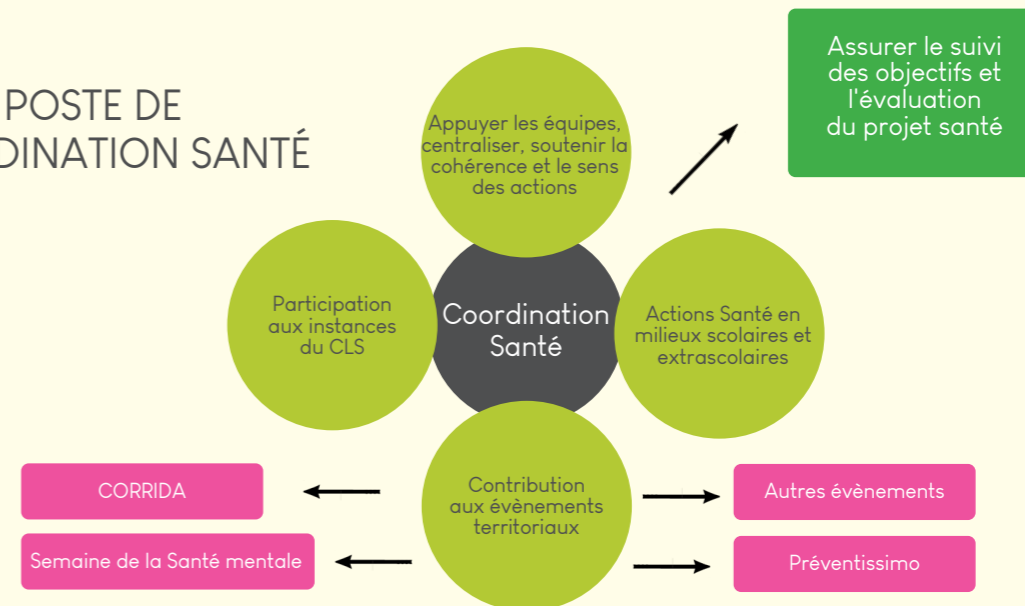 POSTE DE
DINATION SANTÉ
Assurer le suivi
des objectifs et
l'évaluation
du projet santé
Appuyer les équipes,
centraliser, soutenir la
cohérence et le sens
des actions
Participation
aux instances
du CLS
Coordination
Santé
Actions Santé en
milieux scolaires et
extrascolaires
Contribution
aux évènements
territoriaux
CORRIDA
Autres évènements
Semaine de la Santé mentale
Préventissimo